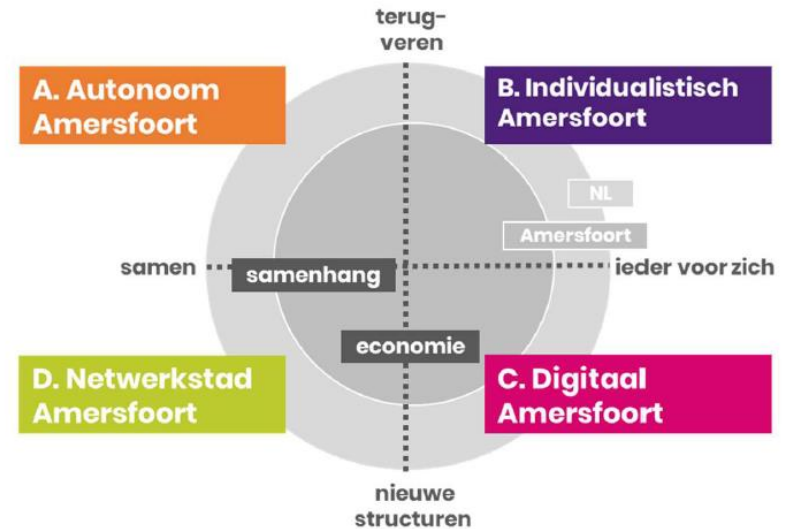 terug-
veren
A. Autonoom
Amersfoort
B. Individualistisch
Amersfoort
NL
Amersfoort
samen
samenhang
ieder voor zich
economie
D. Netwerkstad
Amersfoort
C. Digitaal
Amersfoort
nieuwe
structuren